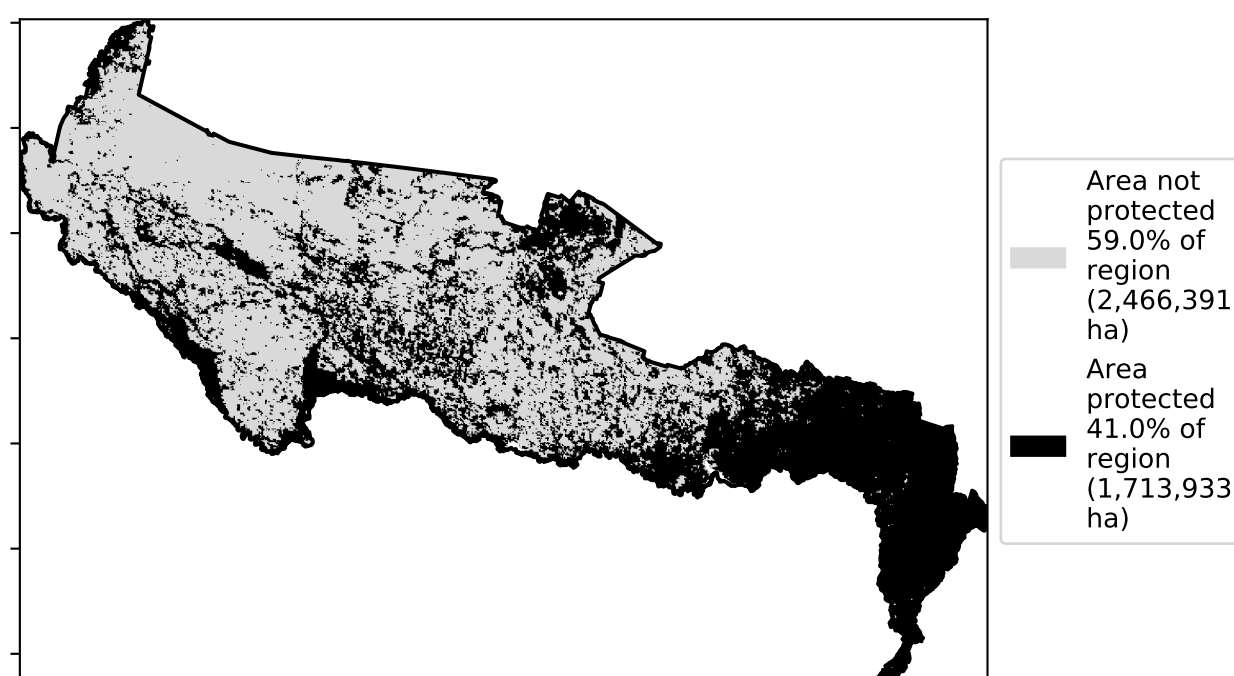 Area not
protected
59.0% of
region
(2,466,391
ha)
Area
protected
41.0% of
region
(1,713,933
ha)